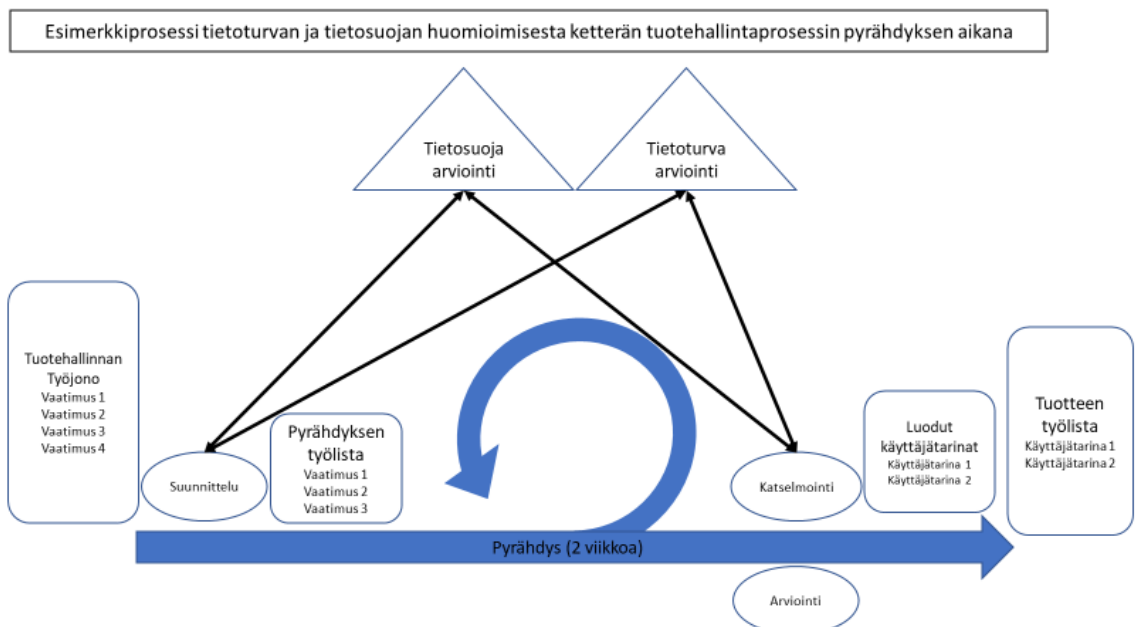 Esimerkkiprosessi tietoturvan ja tietosuojan huomioimisesta ketterän tuotehallintaprosessin pyrähdyksen aikana
Tietosuoja
arviointi
Tietoturva
arviointi
Tuotehallinnan
Työjono
Vaatimus 1
Vaatimus 2
Vaatimus 3
Vaatimus 4
Suunnittelu
Pyrähdyksen
työlista
Vaatimus 1
Vaatimus 2
Vaatimus 3
Katselmointi
Luodut
käyttäjätarinat
Käyttäjätarina 1
Käyttäjätarina 2
Tuotteen
työlista
Käyttäjätarina 1
Käyttäjätarina 2
Pyrähdys (2 viikkoa)
Arviointi